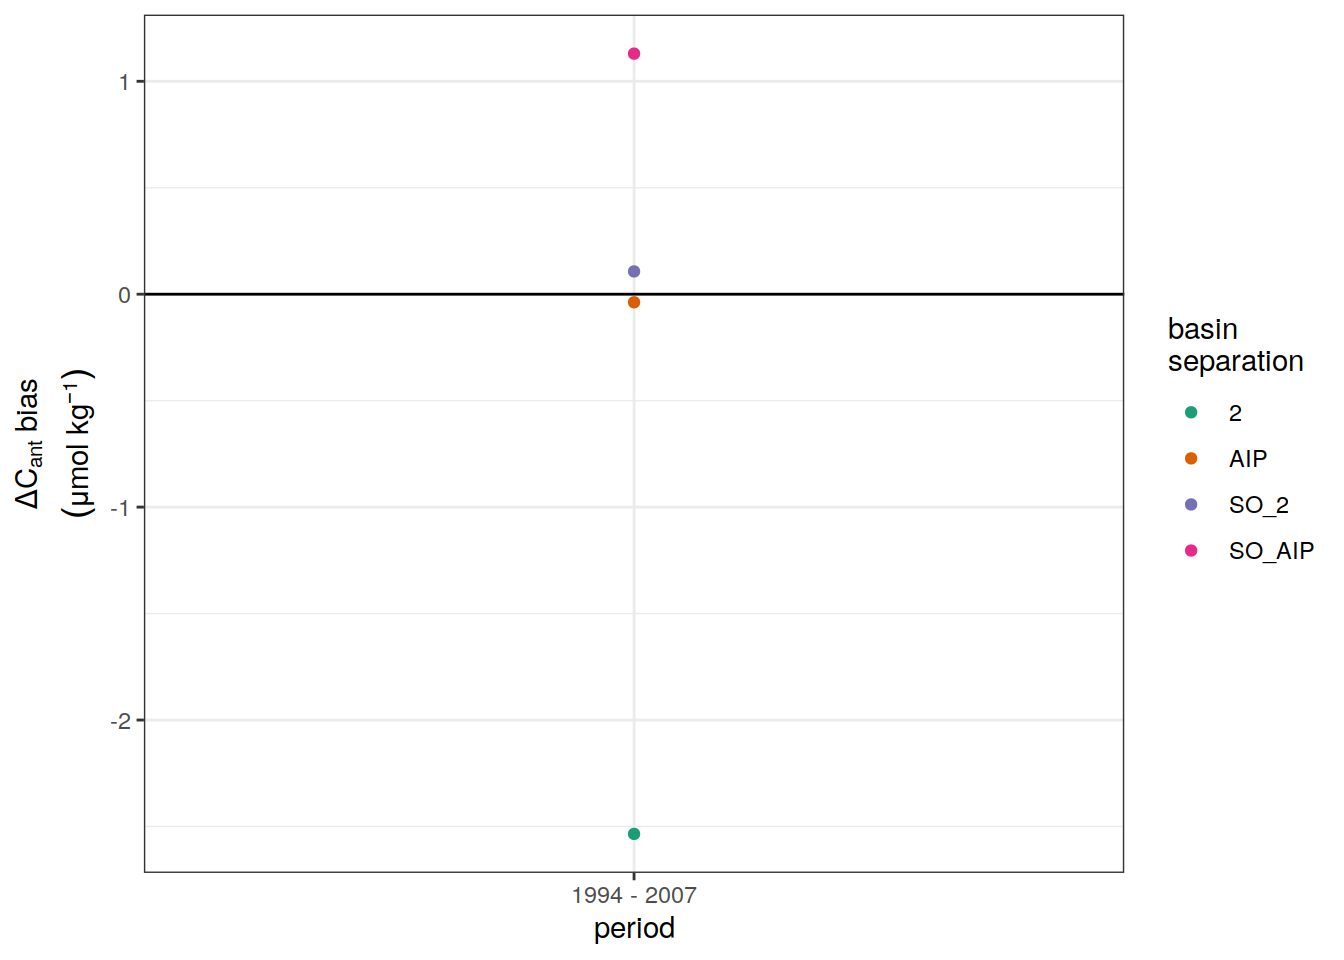 1
0
-1
-2
ΔCant bias
(μmol kg−1)
1994 - 2007
period
basin
separation
2
AIP
SO_2
SO_AIP